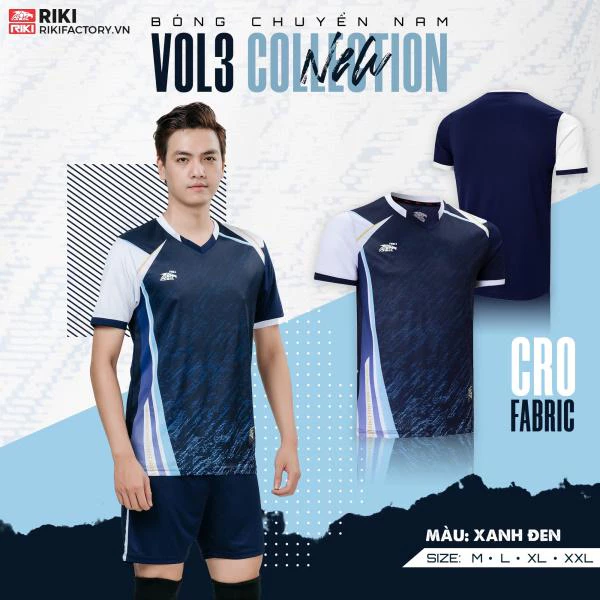 RIKI
RIKI
RIKIFACTORY.VN
BÓNG CHUYỀN NAM
VOL3 COLLECTION
New
CRO
FABRIC
MÀU: XANH ĐEN
SIZE: M • L • XL • XXL